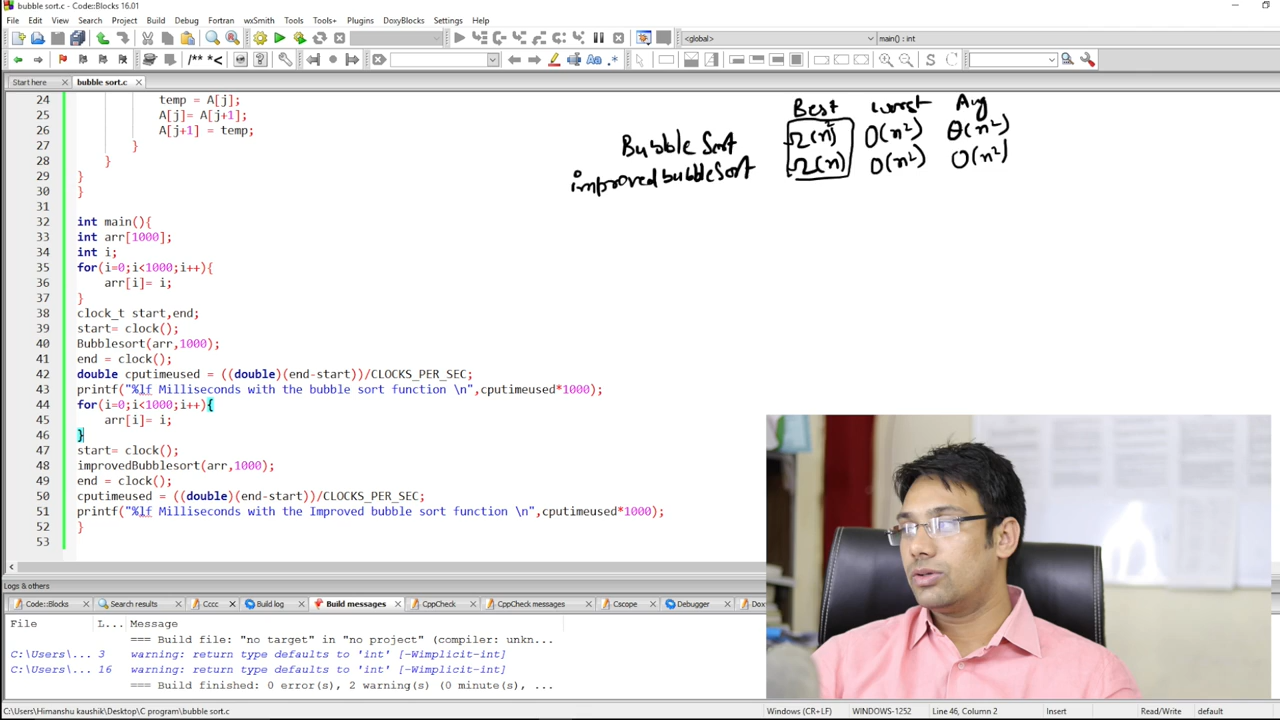 bubble sort.c - Code::Blocks 16.01
File Edit View Search Project Build Debug Fortran wxSmith Tools Tools+ Plugins DoxyBlocks Settings Help
<global>
main() : int
Start here
bubble sort.c
24 temp = A[j];
25 A[j]= A[j+1];
26 A[j+1] = temp;
27 }
28 }
29 }
30 }
31
32 int main(){
33 int arr[1000];
34 int i;
35 for(i=0;i<1000;i++){
36 arr[i]= i;
37 }
38 clock_t start,end;
39 start= clock();
40 Bubblesort(arr,1000);
41 end = clock();
42 double cputimeused = ((double)(end-start))/CLOCKS_PER_SEC;
43 printf("%lf Milliseconds with the bubble sort function \n",cputimeused*1000);
44 for(i=0;i<1000;i++){
45 arr[i]= i;
46 }
47 start= clock();
48 improvedBubblesort(arr,1000);
49 end = clock();
50 cputimeused = ((double)(end-start))/CLOCKS_PER_SEC;
51 printf("%lf Milliseconds with the Improved bubble sort function \n",cputimeused*1000);
52 }
53
Best Worst Avg
Bubble Sort Ω(n²) O(n²) Θ(n²)
improvedbubbleSort Ω(n) O(n²) O(n²)
Logs & others
Code::Blocks Search results Cccc Build log Build messages CppCheck CppCheck messages Cscope Debugger Dox
File L... Message
=== Build file: "no target" in "no project" (compiler: unkn...
C:\Users\... 3 warning: return type defaults to 'int' [-Wimplicit-int]
C:\Users\... 16 warning: return type defaults to 'int' [-Wimplicit-int]
=== Build finished: 0 error(s), 2 warning(s) (0 minute(s), ...
C:\Users\Himanshu kaushik\Desktop\C program\bubble sort.c
Windows (CR+LF) WINDOWS-1252 Line 46, Column 2 Insert Read/Write default